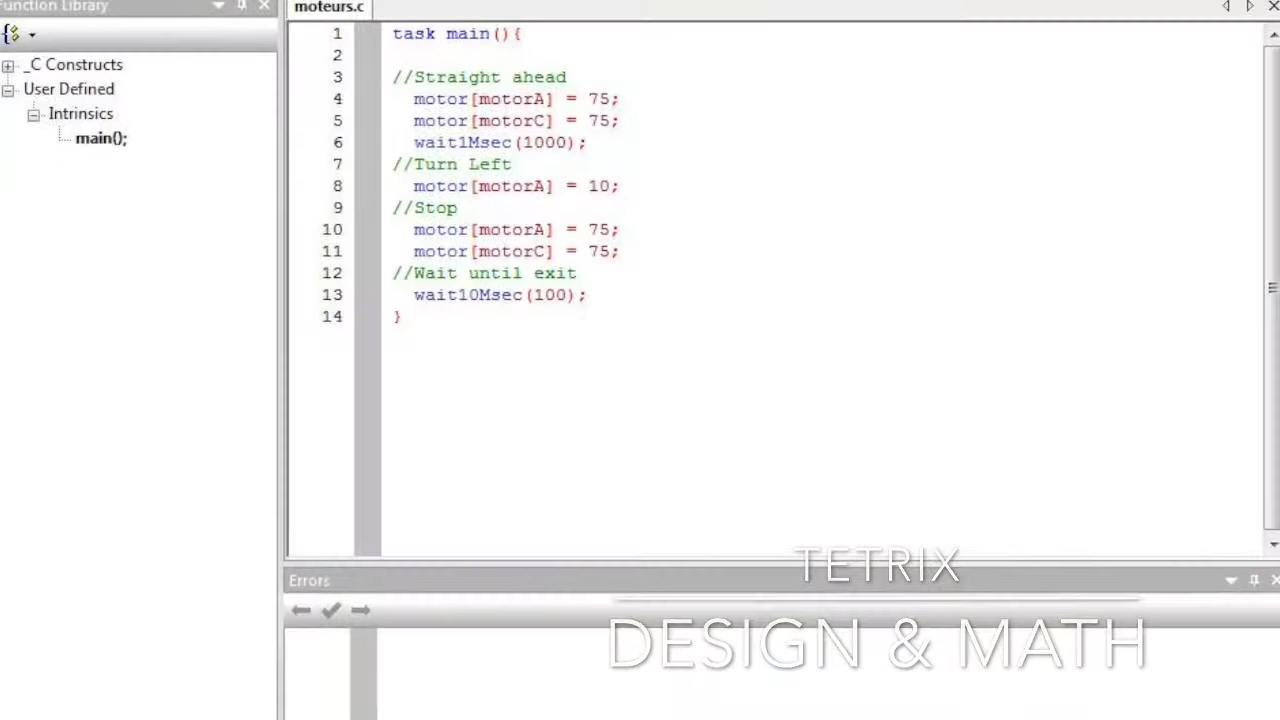 Function Library
moteurs.c
_C Constructs
User Defined
Intrinsics
main();
1 task main(){
2
3 //Straight ahead
4 motor[motorA] = 75;
5 motor[motorC] = 75;
6 wait1Msec(1000);
7 //Turn Left
8 motor[motorA] = 10;
9 //Stop
10 motor[motorA] = 75;
11 motor[motorC] = 75;
12 //Wait until exit
13 wait10Msec(100);
14 }
Errors
TETRIX
DESIGN & MATH